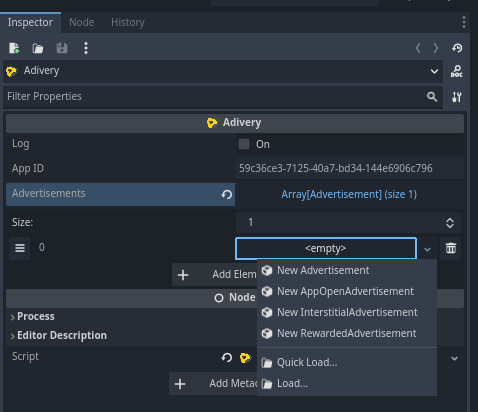 Inspector Node History
Adivery
DOC
Filter Properties
Adivery
Log On
App ID 59c36ce3-7125-40a7-bd34-144e6906c796
Advertisements Array[Advertisement] (size 1)
Size: 1
0 <empty>
New Advertisement
Add Elem
New AppOpenAdvertisement
Node
New InterstitialAdvertisement
Process
New RewardedAdvertisement
Editor Description
Script
Quick Load...
Add Metad
Load...